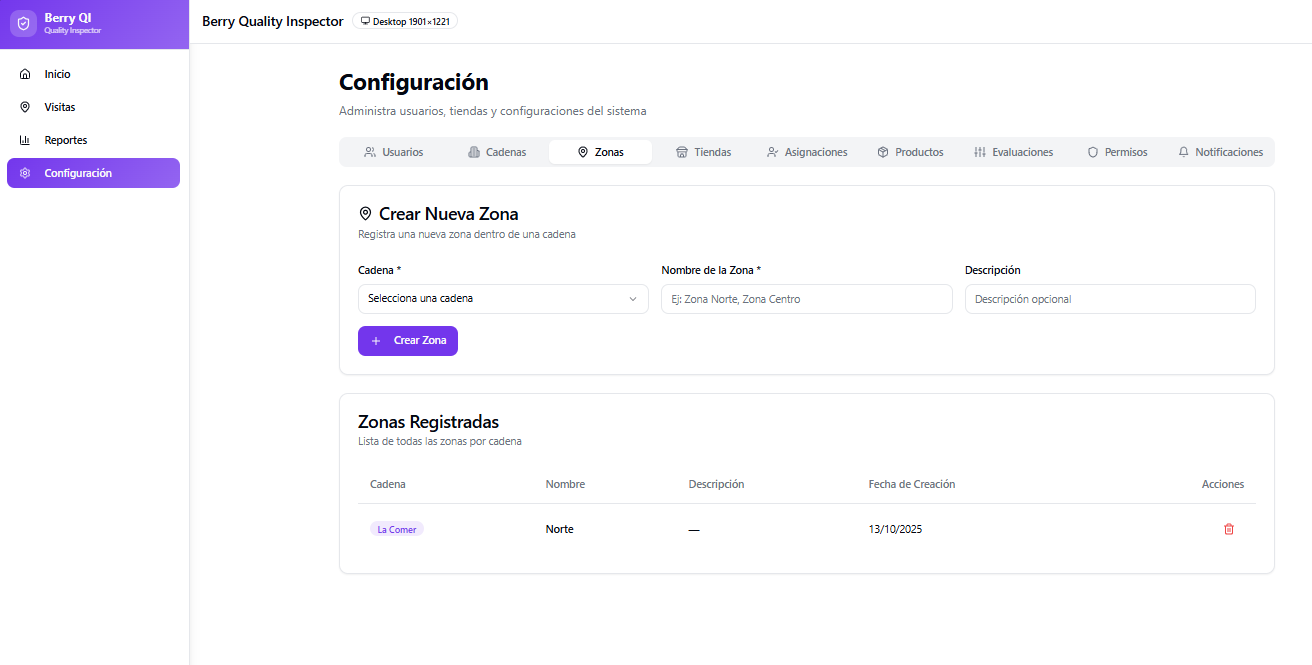 Berry QI
Quality Inspector
Berry Quality Inspector
Desktop 1901×1221
Inicio
Visitas
Reportes
Configuración
Configuración
Administra usuarios, tiendas y configuraciones del sistema
Usuarios Cadenas Zonas Tiendas Asignaciones Productos Evaluaciones Permisos Notificaciones
Crear Nueva Zona
Registra una nueva zona dentro de una cadena
Cadena * Nombre de la Zona * Descripción
Selecciona una cadena Ej: Zona Norte, Zona Centro Descripción opcional
+ Crear Zona
Zonas Registradas
Lista de todas las zonas por cadena
Cadena Nombre Descripción Fecha de Creación Acciones
La Comer Norte — 13/10/2025